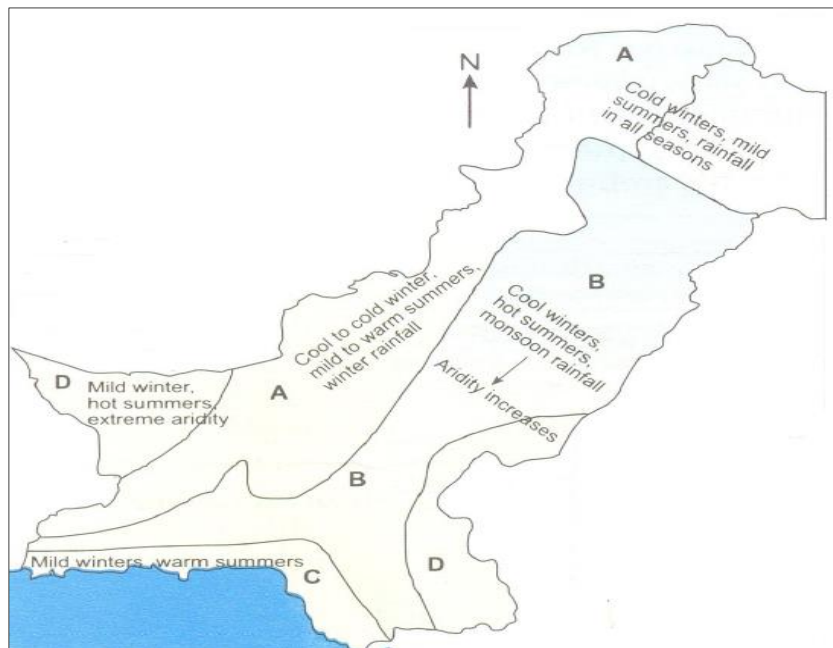 N
A
Cold winters, mild
summers, rainfall
in all seasons
B
Cool winters,
hot summers,
monsoon rainfall
Aridity increases
Cool to cold winter,
mild to warm summers,
winter rainfall
A
D
Mild winter,
hot summers,
extreme aridity
B
Mild winters, warm summers
C
D